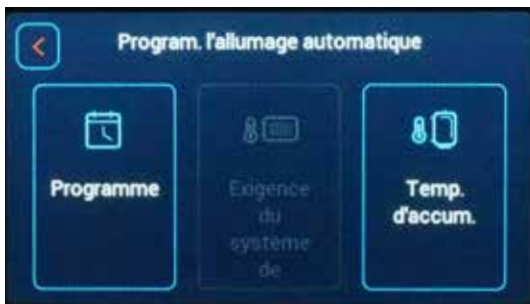 Program. l'allumage automatique
Programme
Exigence
du
système
de
Temp.
d'accum.